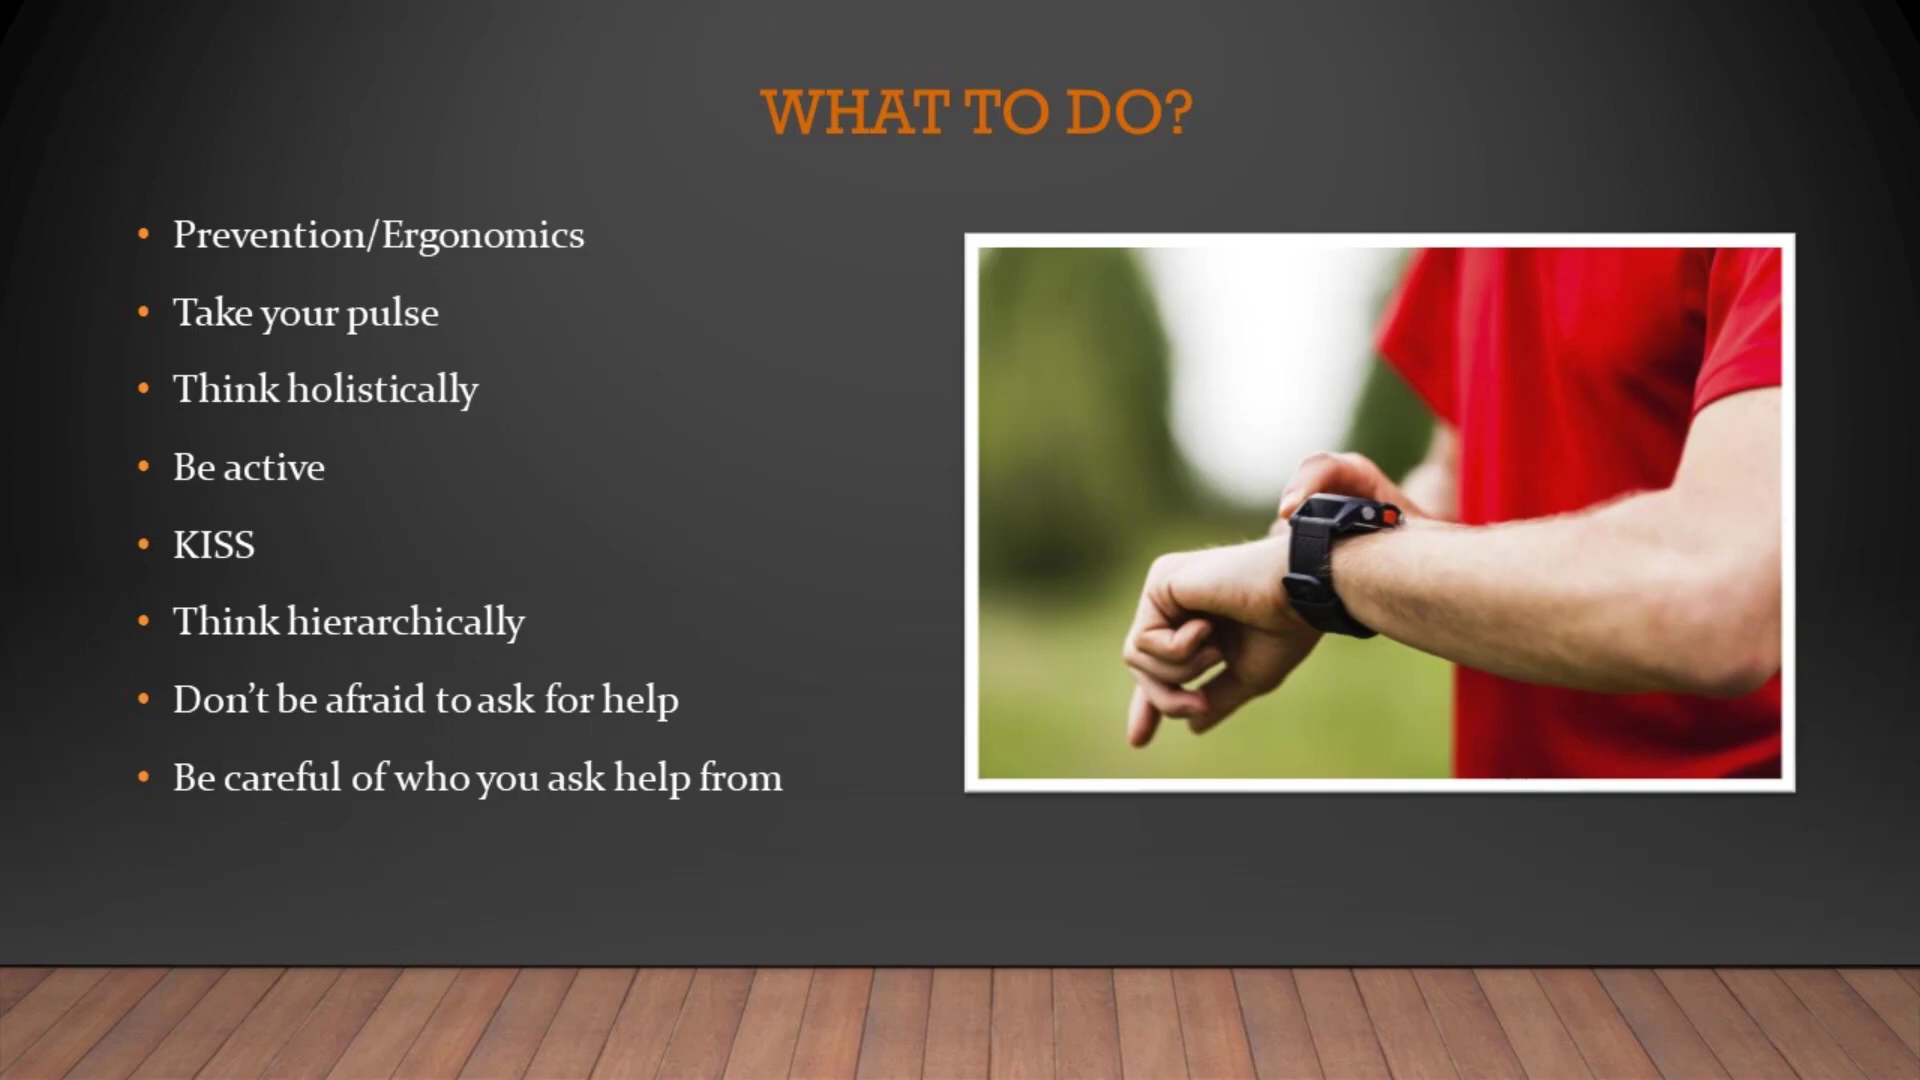 WHAT TO DO?
• Prevention/Ergonomics
• Take your pulse
• Think holistically
• Be active
• KISS
• Think hierarchically
• Don’t be afraid to ask for help
• Be careful of who you ask help from